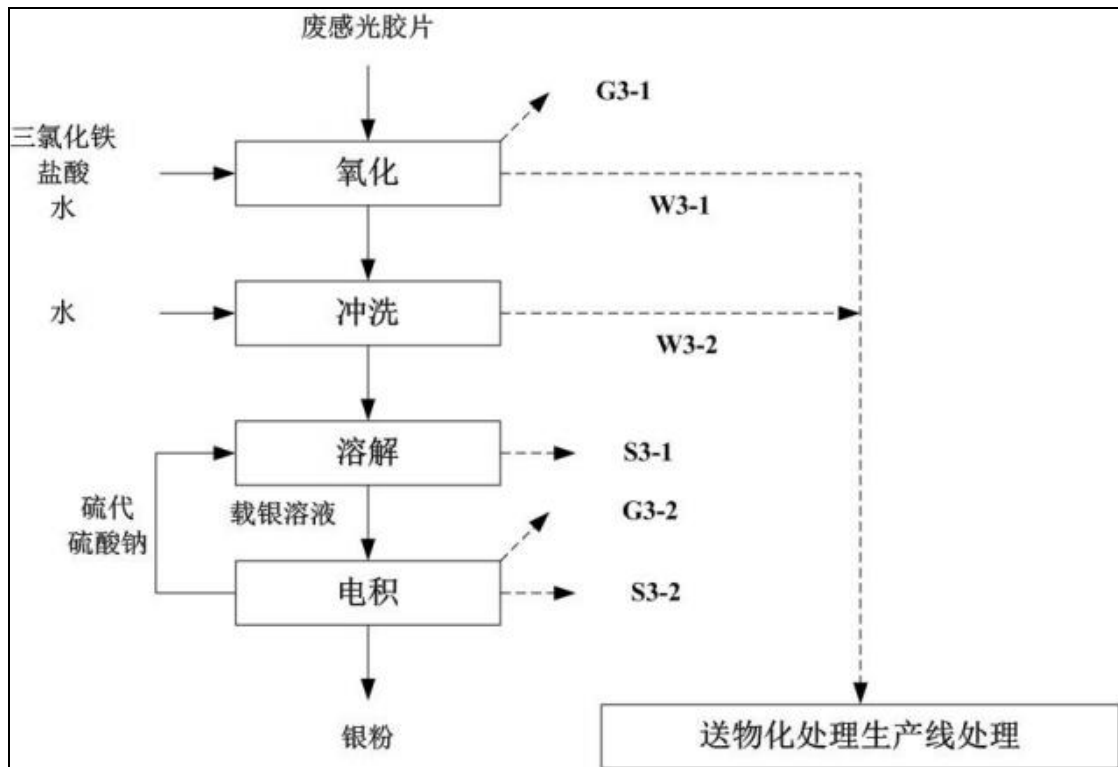 废感光胶片
G3-1
三氯化铁
盐酸
水
氧化
W3-1
水
冲洗
W3-2
溶解
S3-1
硫代
硫酸钠
载银溶液
G3-2
电积
S3-2
银粉
送物化处理生产线处理